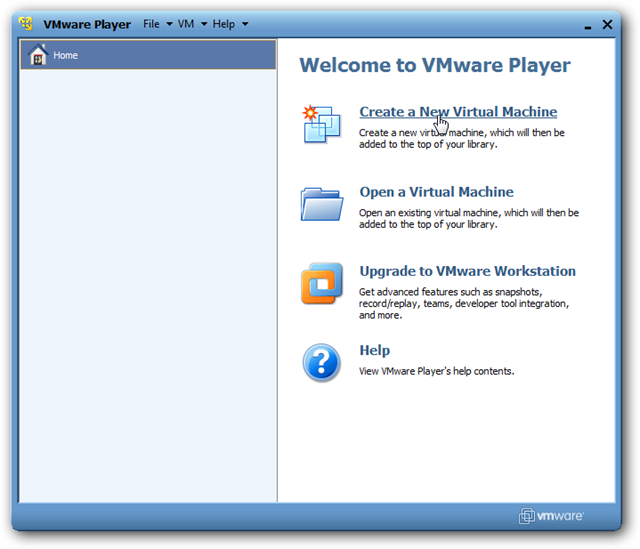 VMware Player File VM Help
Home
Welcome to VMware Player
Create a New Virtual Machine
Create a new virtual machine, which will then be
added to the top of your library.
Open a Virtual Machine
Open an existing virtual machine, which will then be
added to the top of your library.
Upgrade to VMware Workstation
Get advanced features such as snapshots,
record/replay, teams, developer tool integration,
and more.
Help
View VMware Player's help contents.
vmware